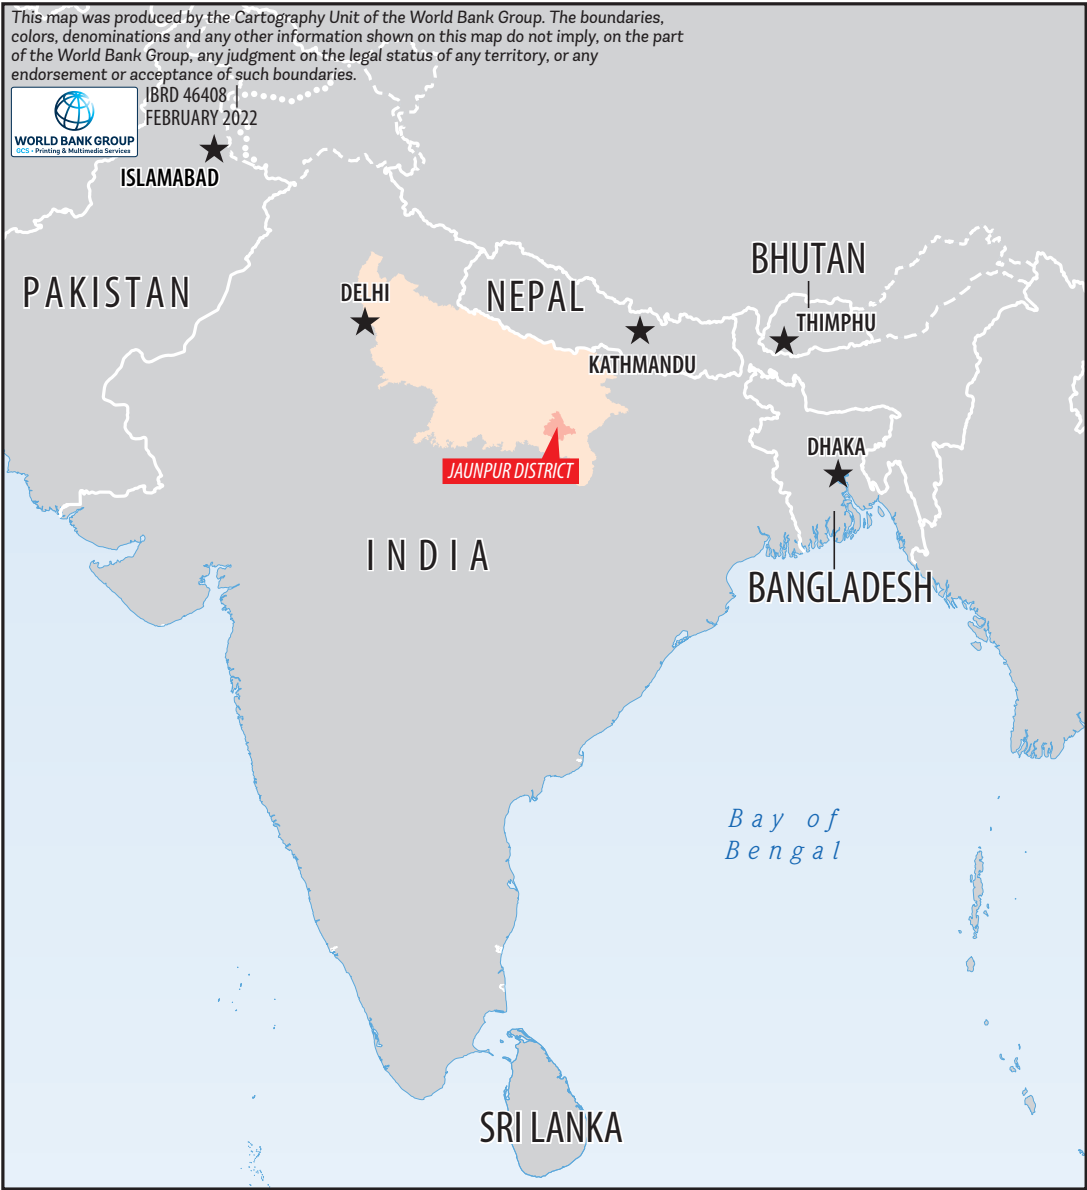 This map was produced by the Cartography Unit of the World Bank Group. The boundaries,
colors, denominations and any other information shown on this map do not imply, on the part
of the World Bank Group, any judgment on the legal status of any territory, or any
endorsement or acceptance of such boundaries.
IBRD 46408 |
FEBRUARY 2022
WORLD BANK GROUP
GCS • Printing & Multimedia Services
ISLAMABAD
PAKISTAN
DELHI
NEPAL
KATHMANDU
BHUTAN
THIMPHU
DHAKA
JAUNPUR DISTRICT
INDIA
BANGLADESH
Bay of
Bengal
SRI LANKA